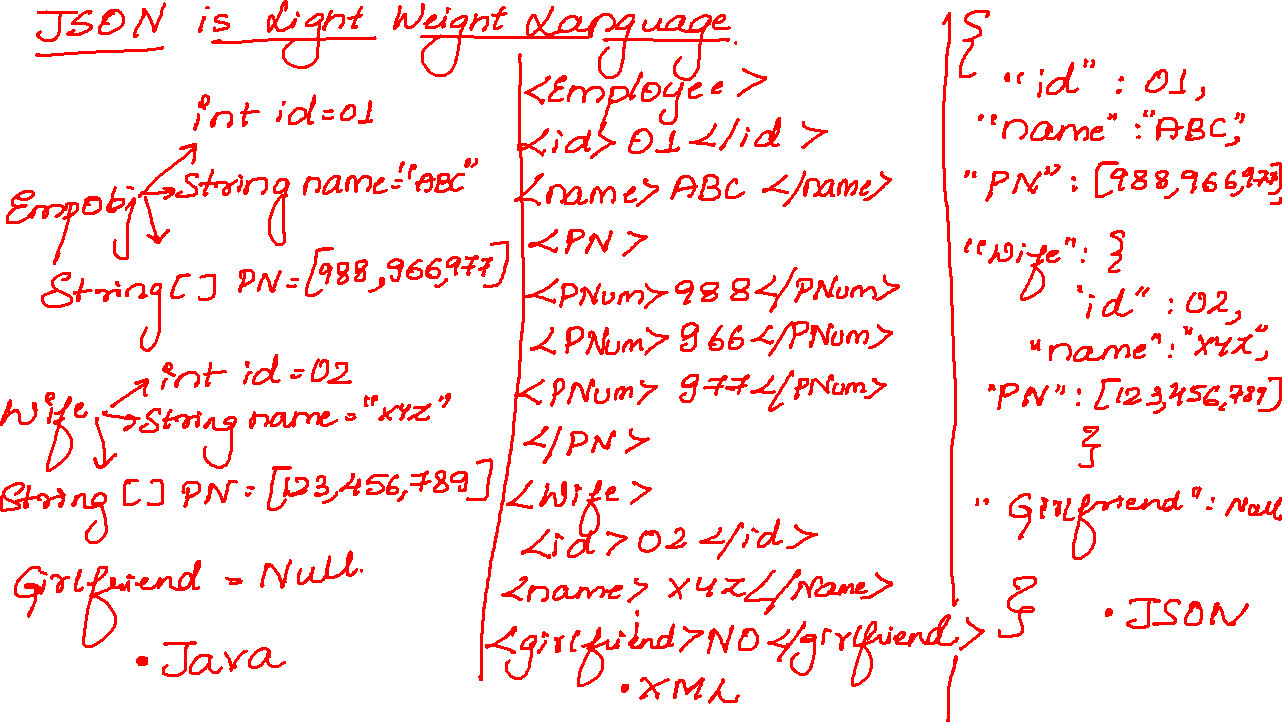 JSON is Light Weight Language.
int id=01
Empobj String name="ABC"
String [] PN=[988,966,977]
Wife int id=02
String name="XYZ"
String [] PN=[123,456,789]
Girlfriend = Null.
• Java
<Employee>
<id> 01 </id>
<name> ABC </name>
<PN>
<PNum> 988</PNum>
<PNum> 966</PNum>
<PNum> 977</PNum>
</PN>
<Wife>
<id> 02 </id>
<name> XYZ</Name>
<girlfriend>NO</girlfriend>
• XML
{
"id" : 01,
"name" : "ABC",
"PN" : [988,966,977]
"Wife" : {
"id" : 02,
"name" : "XYZ",
"PN" : [123,456,789]
}
"Girlfriend" : Null
}
• JSON